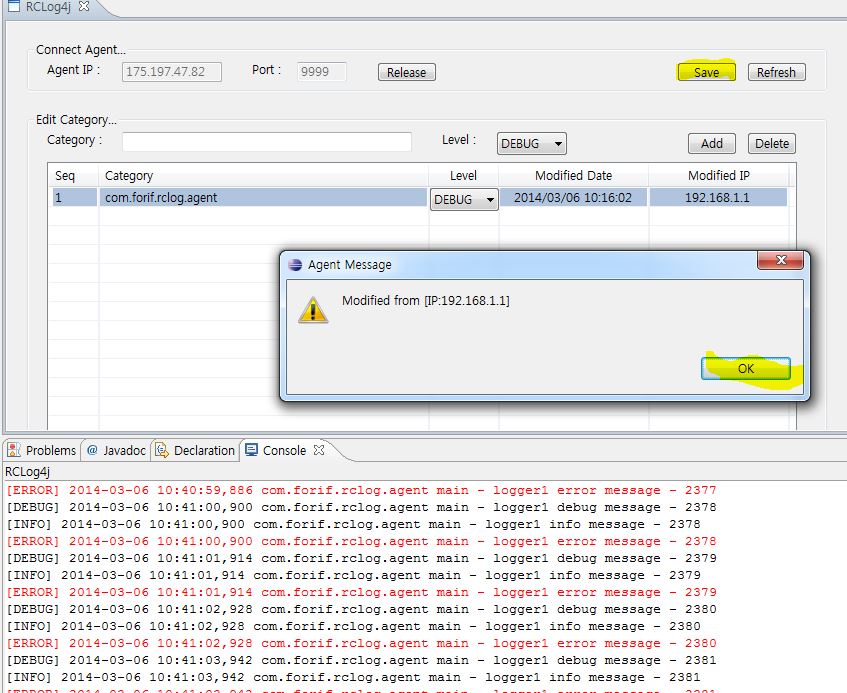 RCLog4j
Connect Agent...
Agent IP : 175.197.47.82 Port : 9999 Release Save Refresh
Edit Category...
Category : Level : DEBUG Add Delete
Seq Category Level Modified Date Modified IP
1 com.forif.rclog.agent DEBUG 2014/03/06 10:16:02 192.168.1.1
Agent Message
Modified from [IP:192.168.1.1]
OK
Problems @ Javadoc Declaration Console
RCLog4j
[ERROR] 2014-03-06 10:40:59,886 com.forif.rclog.agent main - logger1 error message - 2377
[DEBUG] 2014-03-06 10:41:00,900 com.forif.rclog.agent main - logger1 debug message - 2378
[INFO] 2014-03-06 10:41:00,900 com.forif.rclog.agent main - logger1 info message - 2378
[ERROR] 2014-03-06 10:41:00,900 com.forif.rclog.agent main - logger1 error message - 2378
[DEBUG] 2014-03-06 10:41:01,914 com.forif.rclog.agent main - logger1 debug message - 2379
[INFO] 2014-03-06 10:41:01,914 com.forif.rclog.agent main - logger1 info message - 2379
[ERROR] 2014-03-06 10:41:01,914 com.forif.rclog.agent main - logger1 error message - 2379
[DEBUG] 2014-03-06 10:41:02,928 com.forif.rclog.agent main - logger1 debug message - 2380
[INFO] 2014-03-06 10:41:02,928 com.forif.rclog.agent main - logger1 info message - 2380
[ERROR] 2014-03-06 10:41:02,928 com.forif.rclog.agent main - logger1 error message - 2380
[DEBUG] 2014-03-06 10:41:03,942 com.forif.rclog.agent main - logger1 debug message - 2381
[INFO] 2014-03-06 10:41:03,942 com.forif.rclog.agent main - logger1 info message - 2381